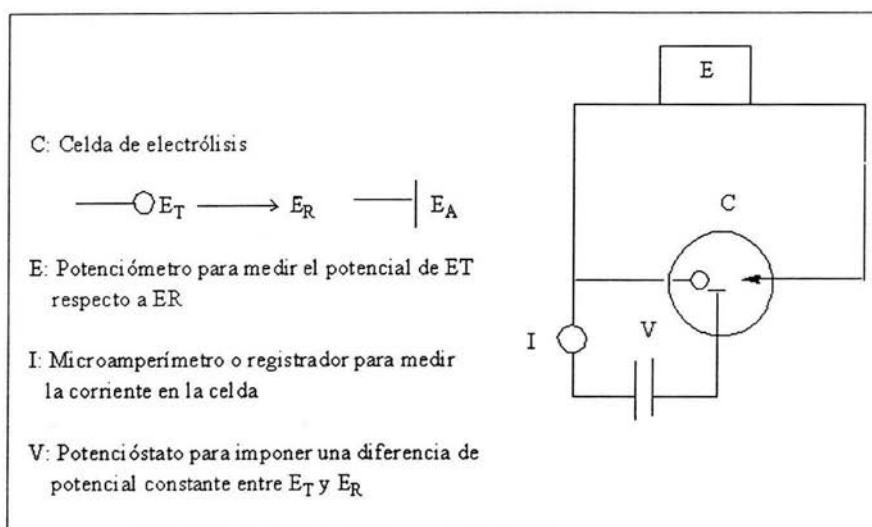 C: Celda de electrólisis
E_T E_R E_A
E: Potenciómetro para medir el potencial de ET
respecto a ER
I: Microamperímetro o registrador para medir
la corriente en la celda
V: Potencióstato para imponer una diferencia de
potencial constante entre E_T y E_R
E
C
I
V